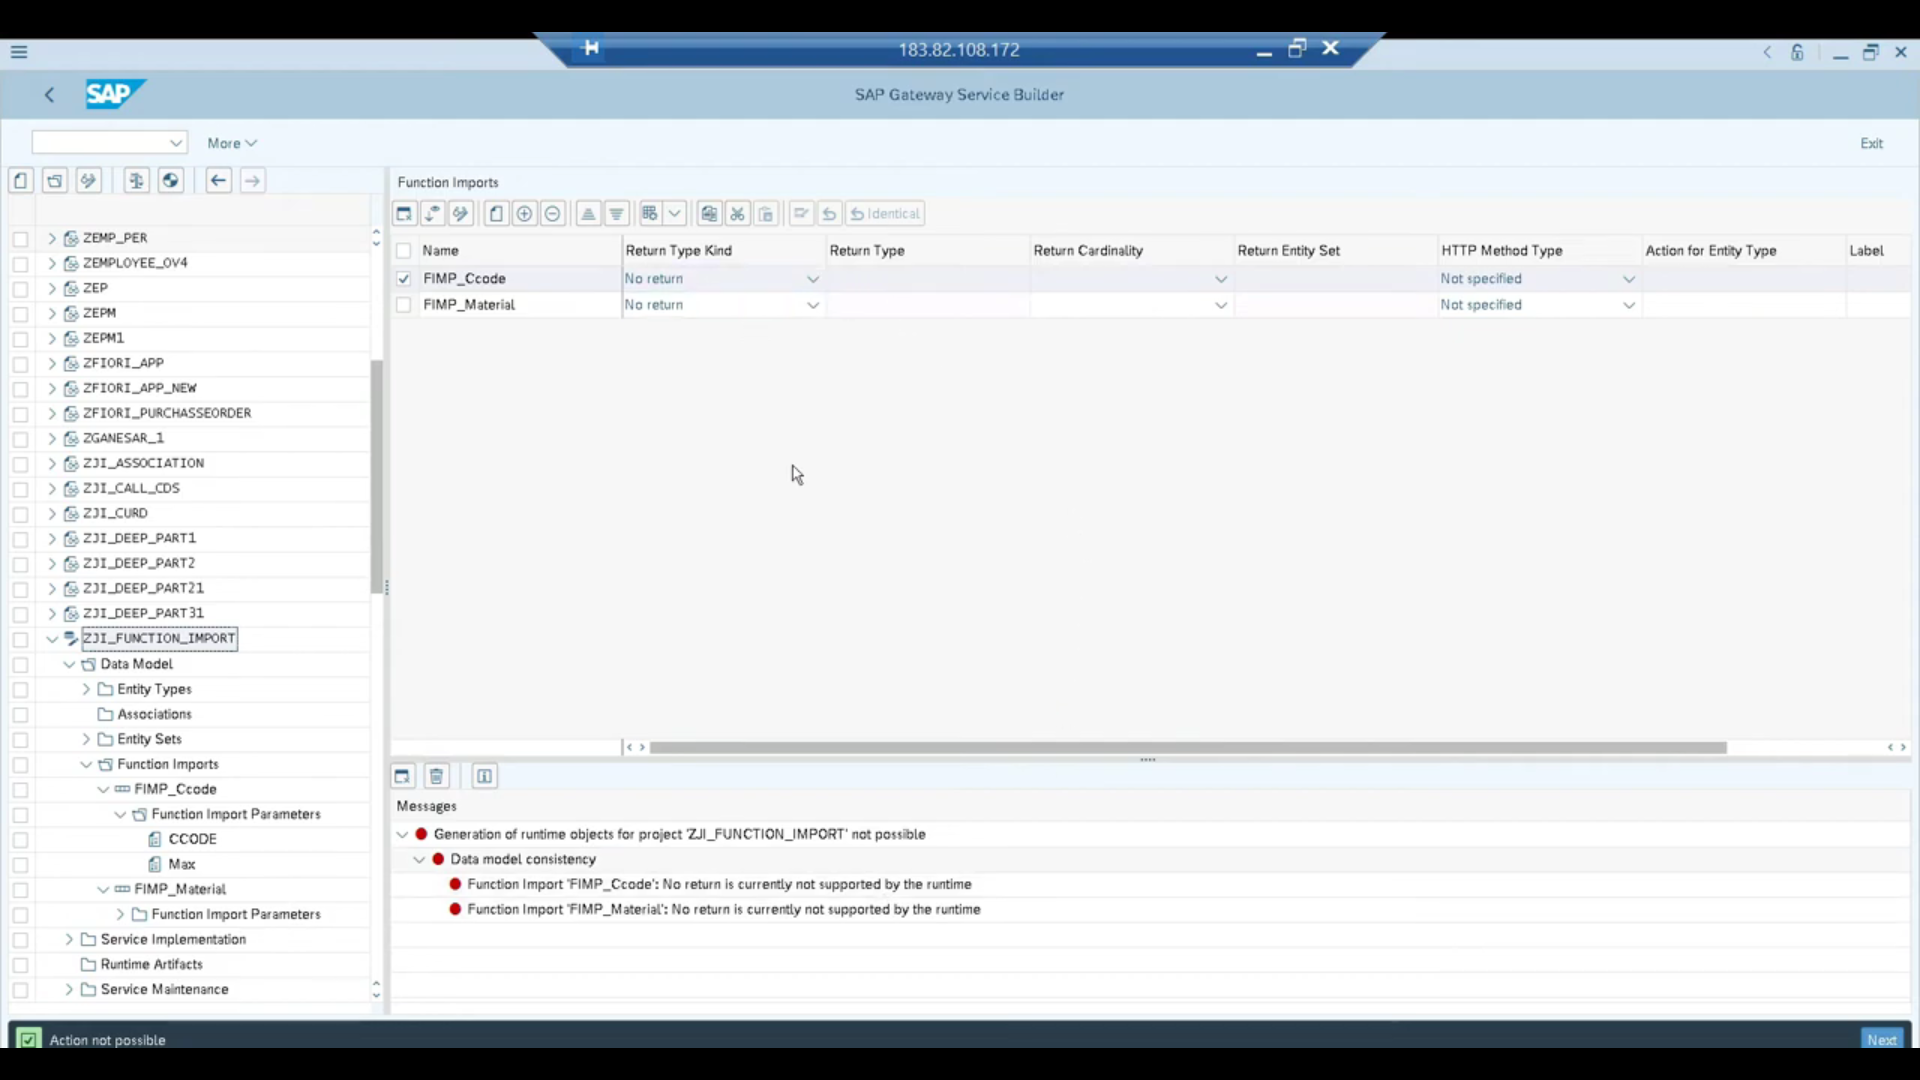 183.82.108.172
SAP
SAP Gateway Service Builder
More
Exit
Function Imports
Identical
Name Return Type Kind Return Type Return Cardinality Return Entity Set HTTP Method Type Action for Entity Type Label
FIMP_Ccode No return Not specified
FIMP_Material No return Not specified
ZEMP_PER
ZEMPLOYEE_OV4
ZEP
ZEPM
ZEPM1
ZFIORI_APP
ZFIORI_APP_NEW
ZFIORI_PURCHASSEORDER
ZGANESAR_1
ZJI_ASSOCIATION
ZJI_CALL_CDS
ZJI_CURD
ZJI_DEEP_PART1
ZJI_DEEP_PART2
ZJI_DEEP_PART21
ZJI_DEEP_PART31
ZJI_FUNCTION_IMPORT
Data Model
Entity Types
Associations
Entity Sets
Function Imports
FIMP_Ccode
Function Import Parameters
CCODE
Max
FIMP_Material
Function Import Parameters
Service Implementation
Runtime Artifacts
Service Maintenance
Messages
Generation of runtime objects for project 'ZJI_FUNCTION_IMPORT' not possible
Data model consistency
Function Import 'FIMP_Ccode': No return is currently not supported by the runtime
Function Import 'FIMP_Material': No return is currently not supported by the runtime
Action not possible
Next